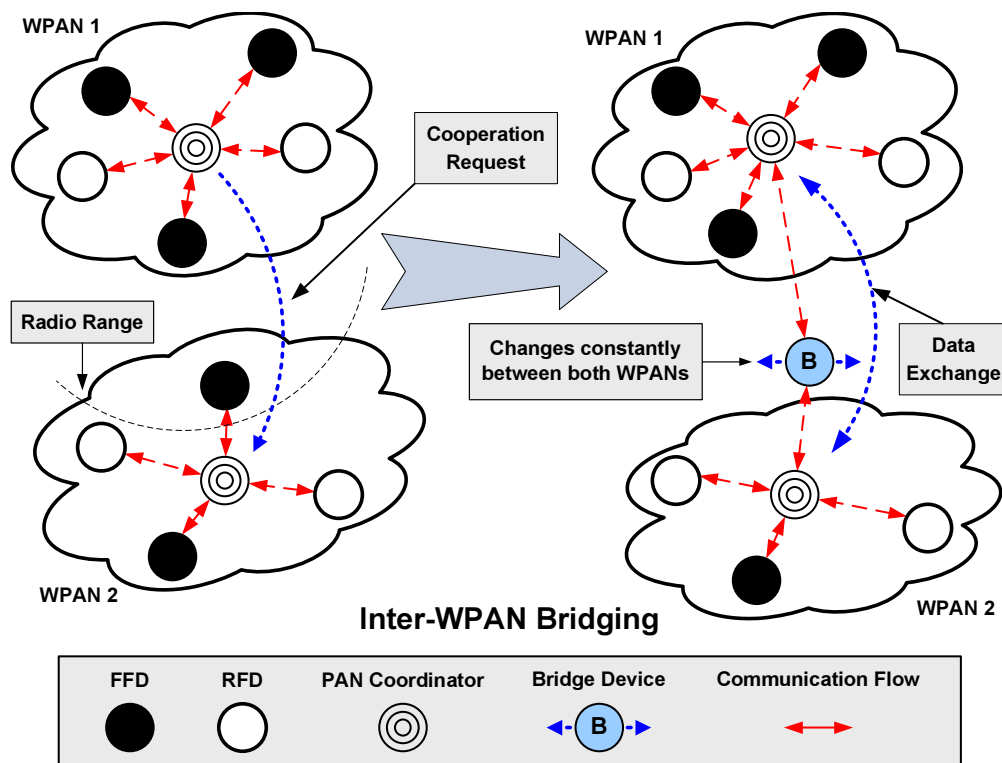 WPAN 1
Cooperation
Request
Radio Range
WPAN 2
WPAN 1
Changes constantly
between both WPANs
B
Data
Exchange
WPAN 2
Inter-WPAN Bridging
FFD
RFD
PAN Coordinator
Bridge Device
Communication Flow
B